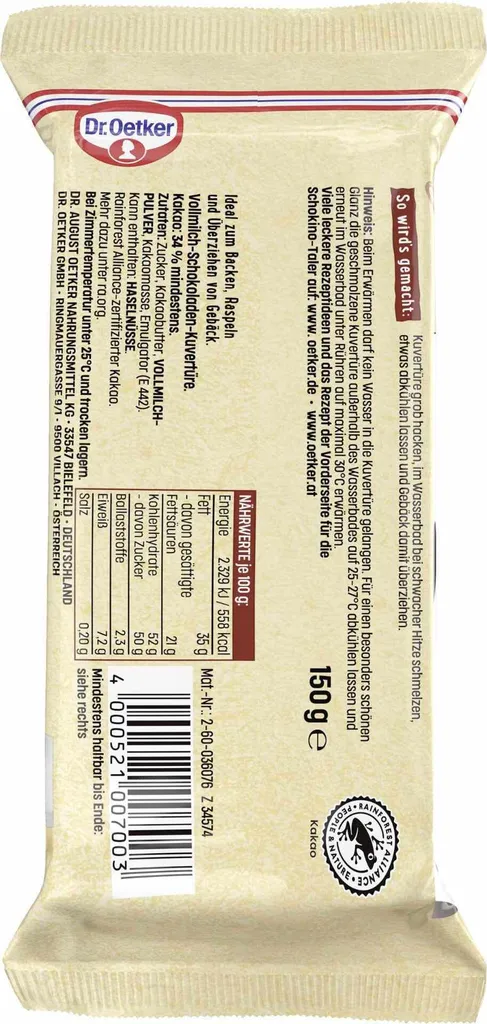 Dr.Oetker
So wird's gemacht:
Kuvertüre grob hacken, im Wasserbad bei schwacher Hitze schmelzen,
etwas abkühlen lassen und Gebäck damit überziehen.
Hinweis: Beim Erwärmen darf kein Wasser in die Kuvertüre gelangen. Für einen besonders schönen
Glanz die geschmolzene Kuvertüre außerhalb des Wasserbades auf 25-27°C abkühlen lassen und
erneut im Wasserbad unter Rühren auf maximal 30°C erwärmen.
Viele leckere Rezeptideen und das Rezept der Vorderseite für die
Schokino-Taler auf: www.oetker.de • www.oetker.at
Ideal zum Backen, Raspeln
und Überziehen von Gebäck.
Vollmilch-Schokoladen-Kuvertüre.
Kakao: 34 % mindestens.
Zutaten: Zucker, Kakaobutter, VOLLMILCH-
PULVER, Kakaomasse, Emulgator (E 442).
Kann enthalten: HASELNÜSSE.
Rainforest Alliance-zertifizierter Kakao.
Mehr dazu unter ra.org.
Bei Zimmertemperatur unter 25°C und trocken lagern.
DR. AUGUST OETKER NAHRUNGSMITTEL KG · 33547 BIELEFELD · DEUTSCHLAND
DR. OETKER GMBH · RINGMAUERGASSE 9/1 · 9500 VILLACH · ÖSTERREICH
NÄHRWERTE je 100 g:
Energie 2.329 kJ / 558 kcal
Fett 35 g
- davon gesättigte
Fettsäuren 21 g
Kohlenhydrate 52 g
- davon Zucker 50 g
Ballaststoffe 2,3 g
Eiweiß 7,2 g
Salz 0,20 g
150 g e
RAINFOREST ALLIANCE
PEOPLE & NATURE
Kakao
Mat.-Nr.: 2-60-036076 Z 34574
4 000521 007003
Mindestens haltbar bis Ende:
siehe rechts